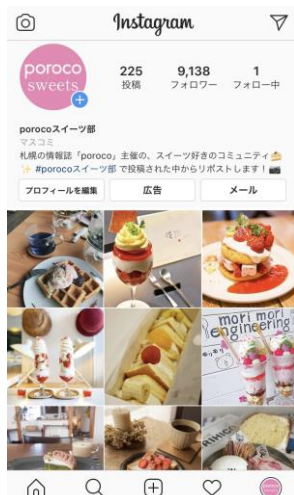 Instagram
poroco
sweets
225 9,138 1
投稿 フォロワー フォロー中
porocoスイーツ部
マスコミ
札幌の情報誌「poroco」主催の、スイーツ好きのコミュニティ🍰
✨ #porocoスイーツ部 で投稿された中からリポストします！📷
プロフィールを編集 広告 メール
mori mori
engineering